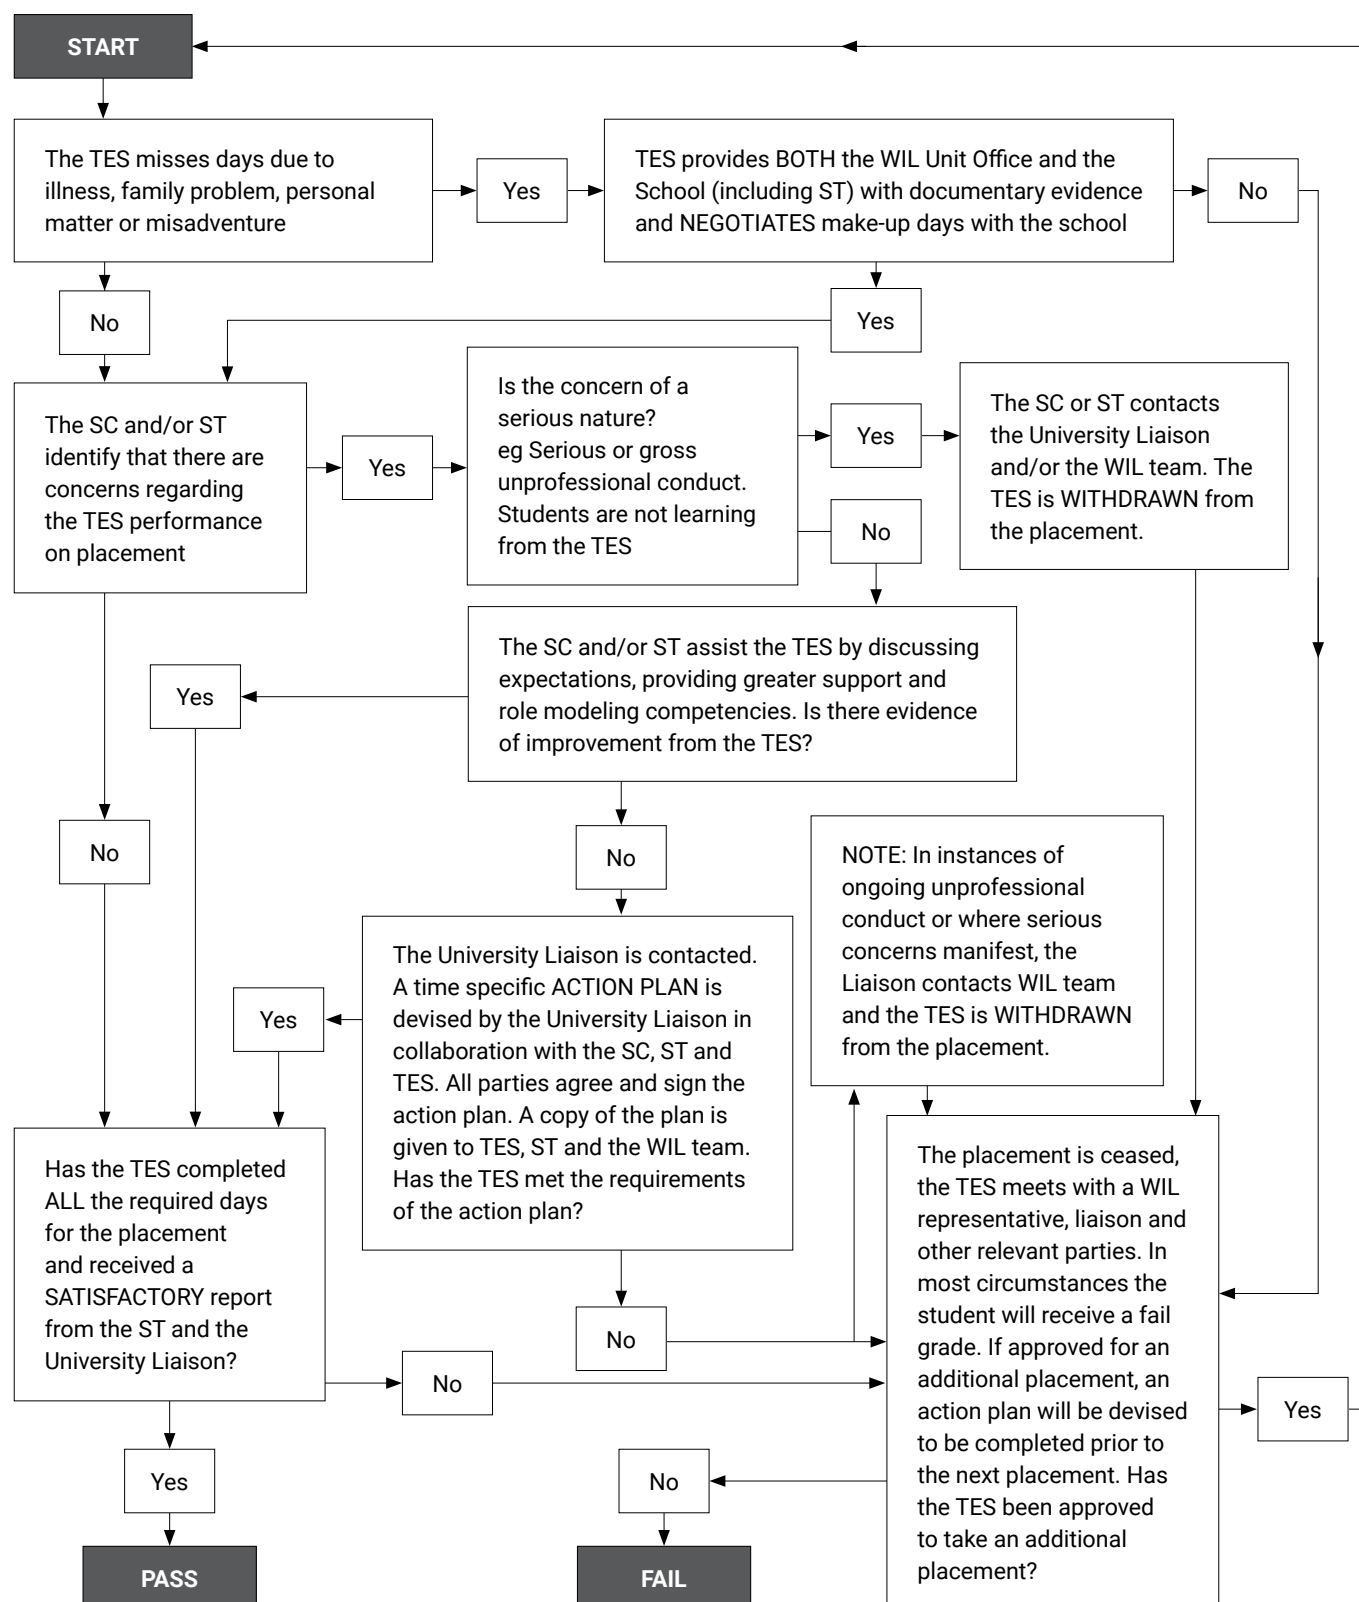 START
The TES misses days due to
illness, family problem, personal
matter or misadventure
Yes
TES provides BOTH the WIL Unit Office and the
School (including ST) with documentary evidence
and NEGOTIATES make-up days with the school
No
No
Yes
The SC and/or ST
identify that there are
concerns regarding
the TES performance
on placement
Yes
Is the concern of a
serious nature?
eg Serious or gross
unprofessional conduct.
Students are not learning
from the TES
Yes
The SC or ST contacts
the University Liaison
and/or the WIL team. The
TES is WITHDRAWN from
the placement.
No
The SC and/or ST assist the TES by discussing
expectations, providing greater support and
role modeling competencies. Is there evidence
of improvement from the TES?
Yes
No
No
NOTE: In instances of
ongoing unprofessional
conduct or where serious
concerns manifest, the
Liaison contacts WIL team
and the TES is WITHDRAWN
from the placement.
The University Liaison is contacted.
A time specific ACTION PLAN is
devised by the University Liaison in
collaboration with the SC, ST and
TES. All parties agree and sign the
action plan. A copy of the plan is
given to TES, ST and the WIL team.
Has the TES met the requirements
of the action plan?
Yes
Has the TES completed
ALL the required days
for the placement
and received a
SATISFACTORY report
from the ST and the
University Liaison?
No
No
The placement is ceased,
the TES meets with a WIL
representative, liaison and
other relevant parties. In
most circumstances the
student will receive a fail
grade. If approved for an
additional placement, an
action plan will be devised
to be completed prior to
the next placement. Has
the TES been approved
to take an additional
placement?
Yes
Yes
No
PASS
FAIL